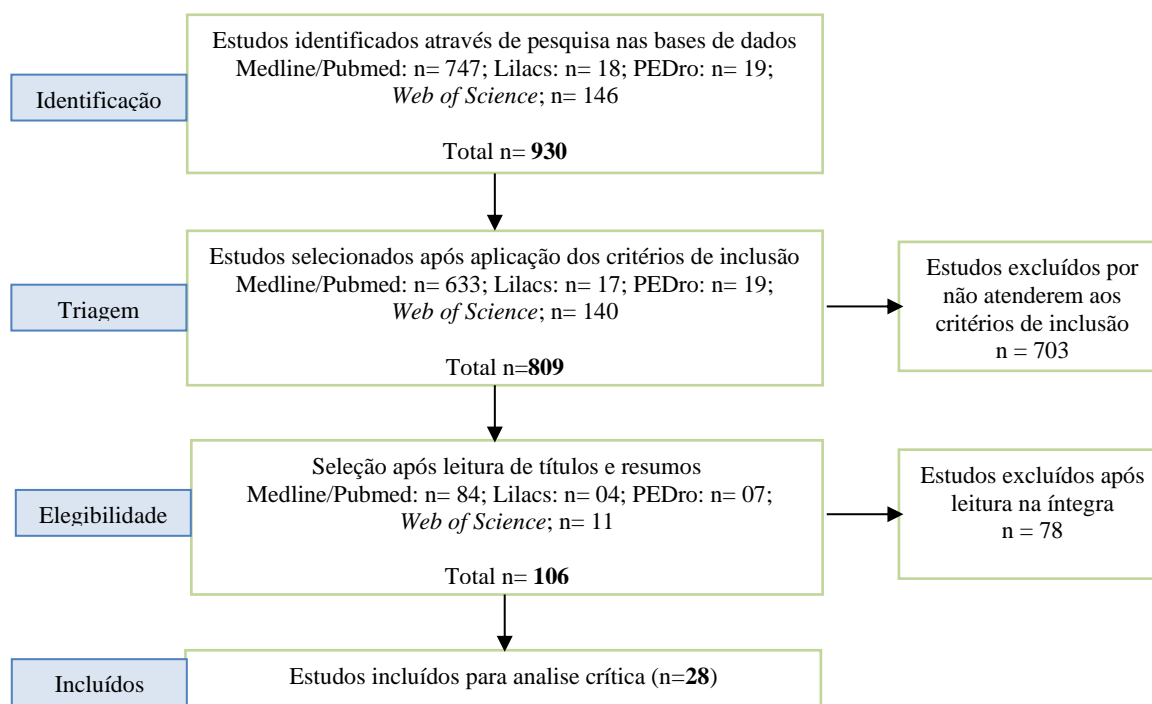 Identificação
Estudos identificados através de pesquisa nas bases de dados
Medline/Pubmed: n= 747; Lilacs: n= 18; PEDro: n= 19;
Web of Science; n= 146
Total n= 930
Triagem
Estudos selecionados após aplicação dos critérios de inclusão
Medline/Pubmed: n= 633; Lilacs: n= 17; PEDro: n= 19;
Web of Science; n= 140
Total n=809
Estudos excluídos por
não atenderem aos
critérios de inclusão
n = 703
Elegibilidade
Seleção após leitura de títulos e resumos
Medline/Pubmed: n= 84; Lilacs: n= 04; PEDro: n= 07;
Web of Science; n= 11
Total n= 106
Estudos excluídos após
leitura na íntegra
n = 78
Incluídos
Estudos incluídos para analise crítica (n=28)